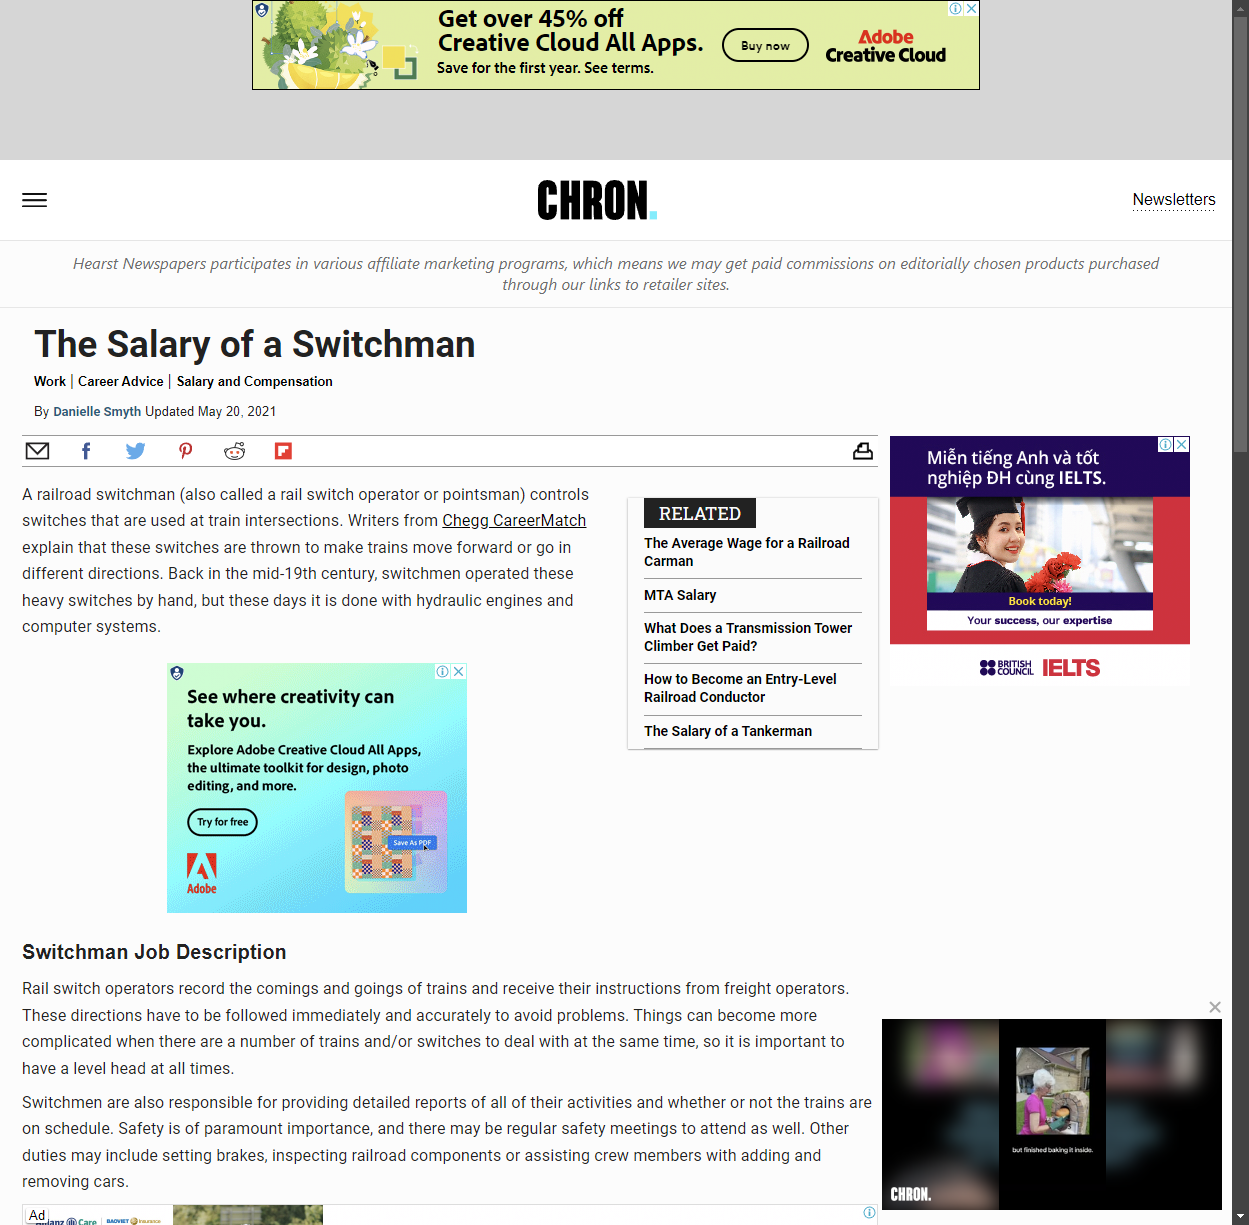 Get over 45% off
Creative Cloud All Apps.
Save for the first year. See terms.
Buy now
Adobe
Creative Cloud
CHRON.
Newsletters
Hearst Newspapers participates in various affiliate marketing programs, which means we may get paid commissions on editorially chosen products purchased
through our links to retailer sites.
The Salary of a Switchman
Work | Career Advice | Salary and Compensation
By Danielle Smyth Updated May 20, 2021
A railroad switchman (also called a rail switch operator or pointsman) controls
switches that are used at train intersections. Writers from Chegg CareerMatch
explain that these switches are thrown to make trains move forward or go in
different directions. Back in the mid-19th century, switchmen operated these
heavy switches by hand, but these days it is done with hydraulic engines and
computer systems.
RELATED
The Average Wage for a Railroad
Carman
MTA Salary
What Does a Transmission Tower
Climber Get Paid?
How to Become an Entry-Level
Railroad Conductor
The Salary of a Tankerman
Miễn tiếng Anh và tốt
nghiệp ĐH cùng IELTS.
Book today!
Your success, our expertise
BRITISH
COUNCIL
IELTS
See where creativity can
take you.
Explore Adobe Creative Cloud All Apps,
the ultimate toolkit for design, photo
editing, and more.
Try for free
Save As PDF
Adobe
Switchman Job Description
Rail switch operators record the comings and goings of trains and receive their instructions from freight operators.
These directions have to be followed immediately and accurately to avoid problems. Things can become more
complicated when there are a number of trains and/or switches to deal with at the same time, so it is important to
have a level head at all times.
Switchmen are also responsible for providing detailed reports of all of their activities and whether or not the trains are
on schedule. Safety is of paramount importance, and there may be regular safety meetings to attend as well. Other
duties may include setting brakes, inspecting railroad components or assisting crew members with adding and
removing cars.
but finished baking it inside.
CHRON.
Ad
Care
BAOVIET Insurance